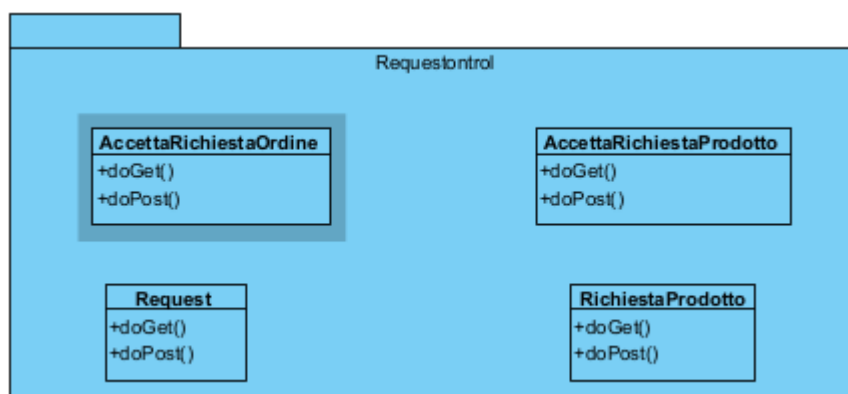 Requestontrol
AccettaRichiestaOrdine
+doGet()
+doPost()
AccettaRichiestaProdotto
+doGet()
+doPost()
Request
+doGet()
+doPost()
RichiestaProdotto
+doGet()
+doPost()